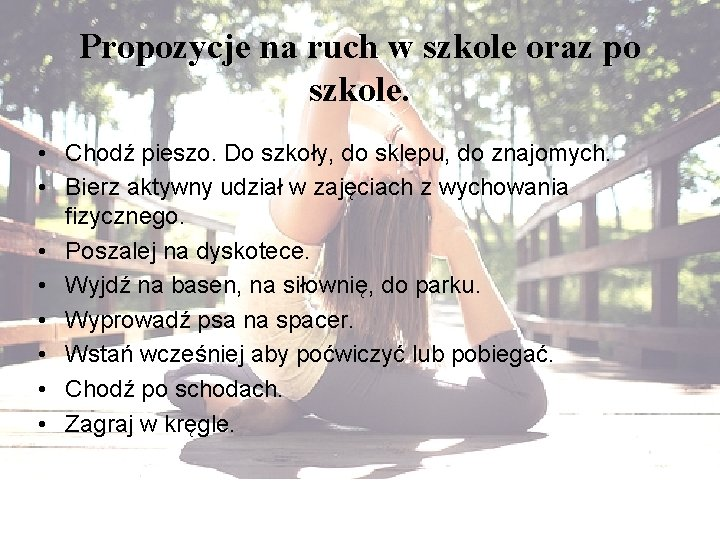 Propozycje na ruch w szkole oraz po
szkole.
• Chodź pieszo. Do szkoły, do sklepu, do znajomych.
• Bierz aktywny udział w zajęciach z wychowania
fizycznego.
• Poszalej na dyskotece.
• Wyjdź na basen, na siłownię, do parku.
• Wyprowadź psa na spacer.
• Wstań wcześniej aby poćwiczyć lub pobiegać.
• Chodź po schodach.
• Zagraj w kręgle.